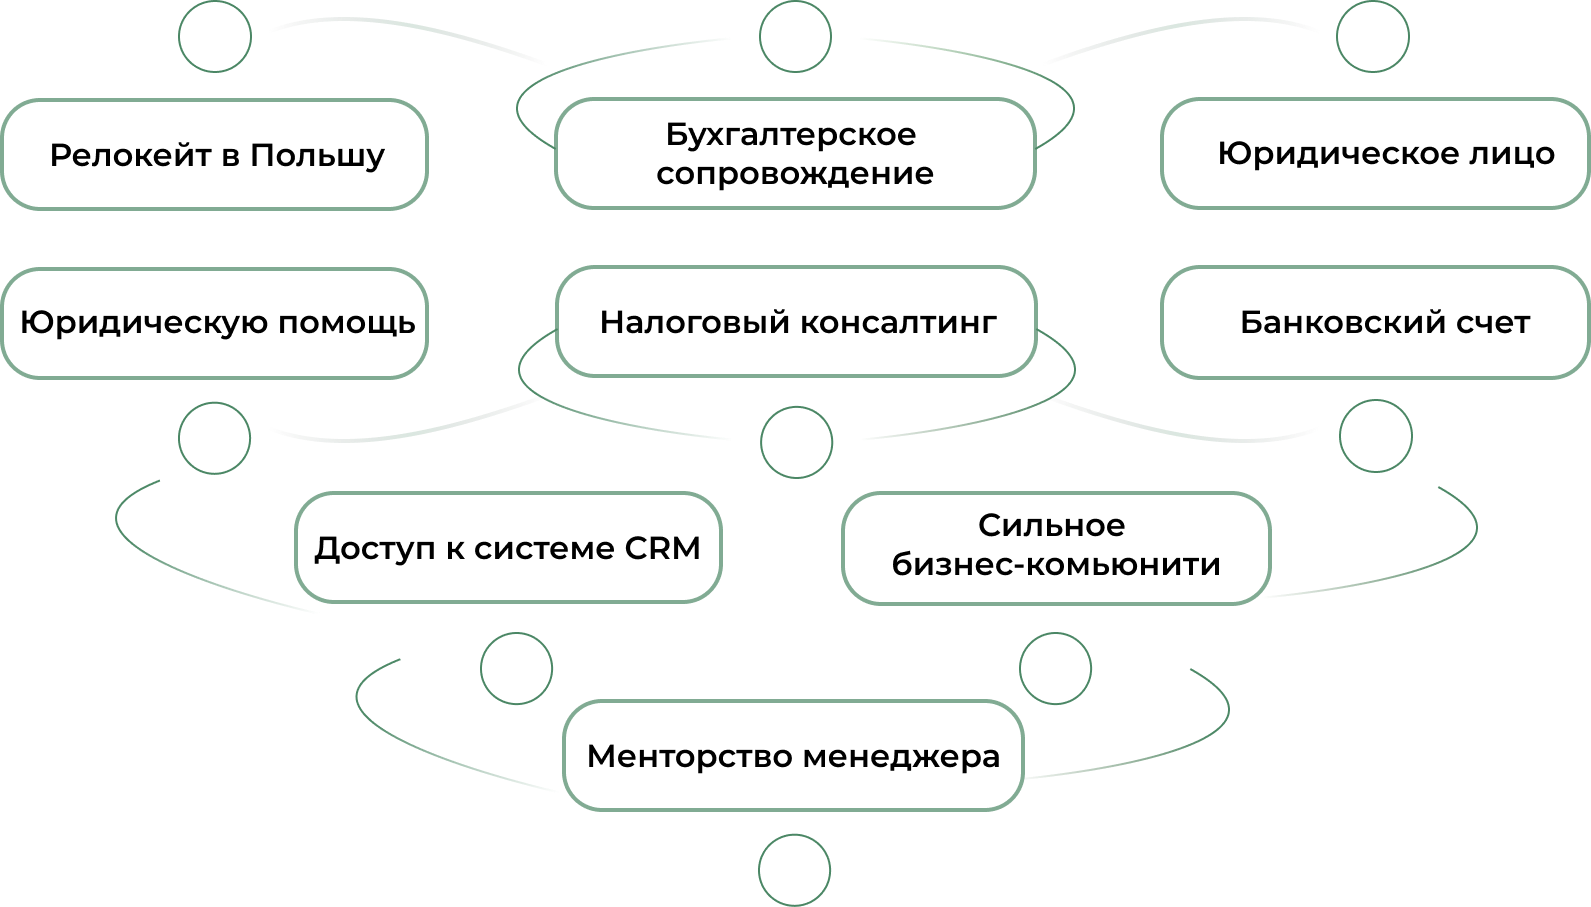 Релокейт в Польшу
Бухгалтерское
сопровождение
Юридическое лицо
Юридическую помощь
Налоговый консалтинг
Банковский счет
Доступ к системе CRM
Сильное
бизнес-комьюнити
Менторство менеджера